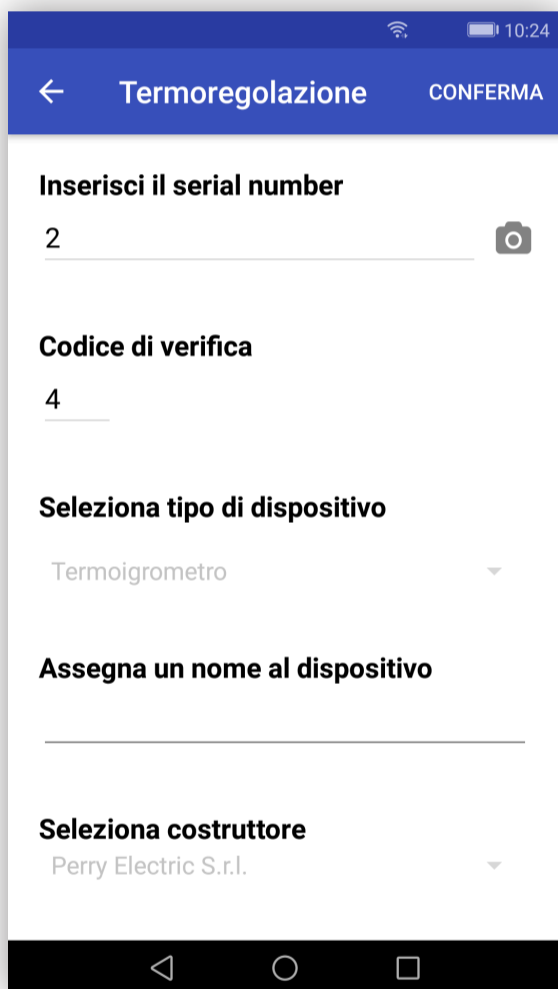 10:24
Termoregolazione CONFERMA
Inserisci il serial number
2
Codice di verifica
4
Seleziona tipo di dispositivo
Termoigrometro
Assegna un nome al dispositivo
Seleziona costruttore
Perry Electric S.r.l.